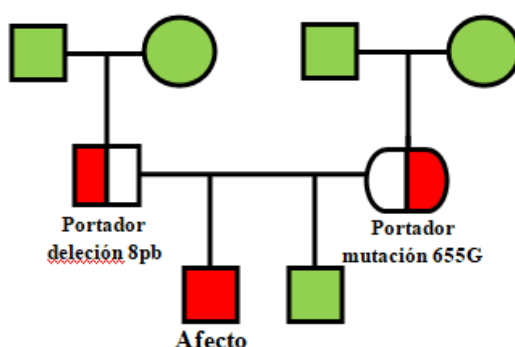 Portador
deleción 8pb
Portador
mutación 655G
Afecto